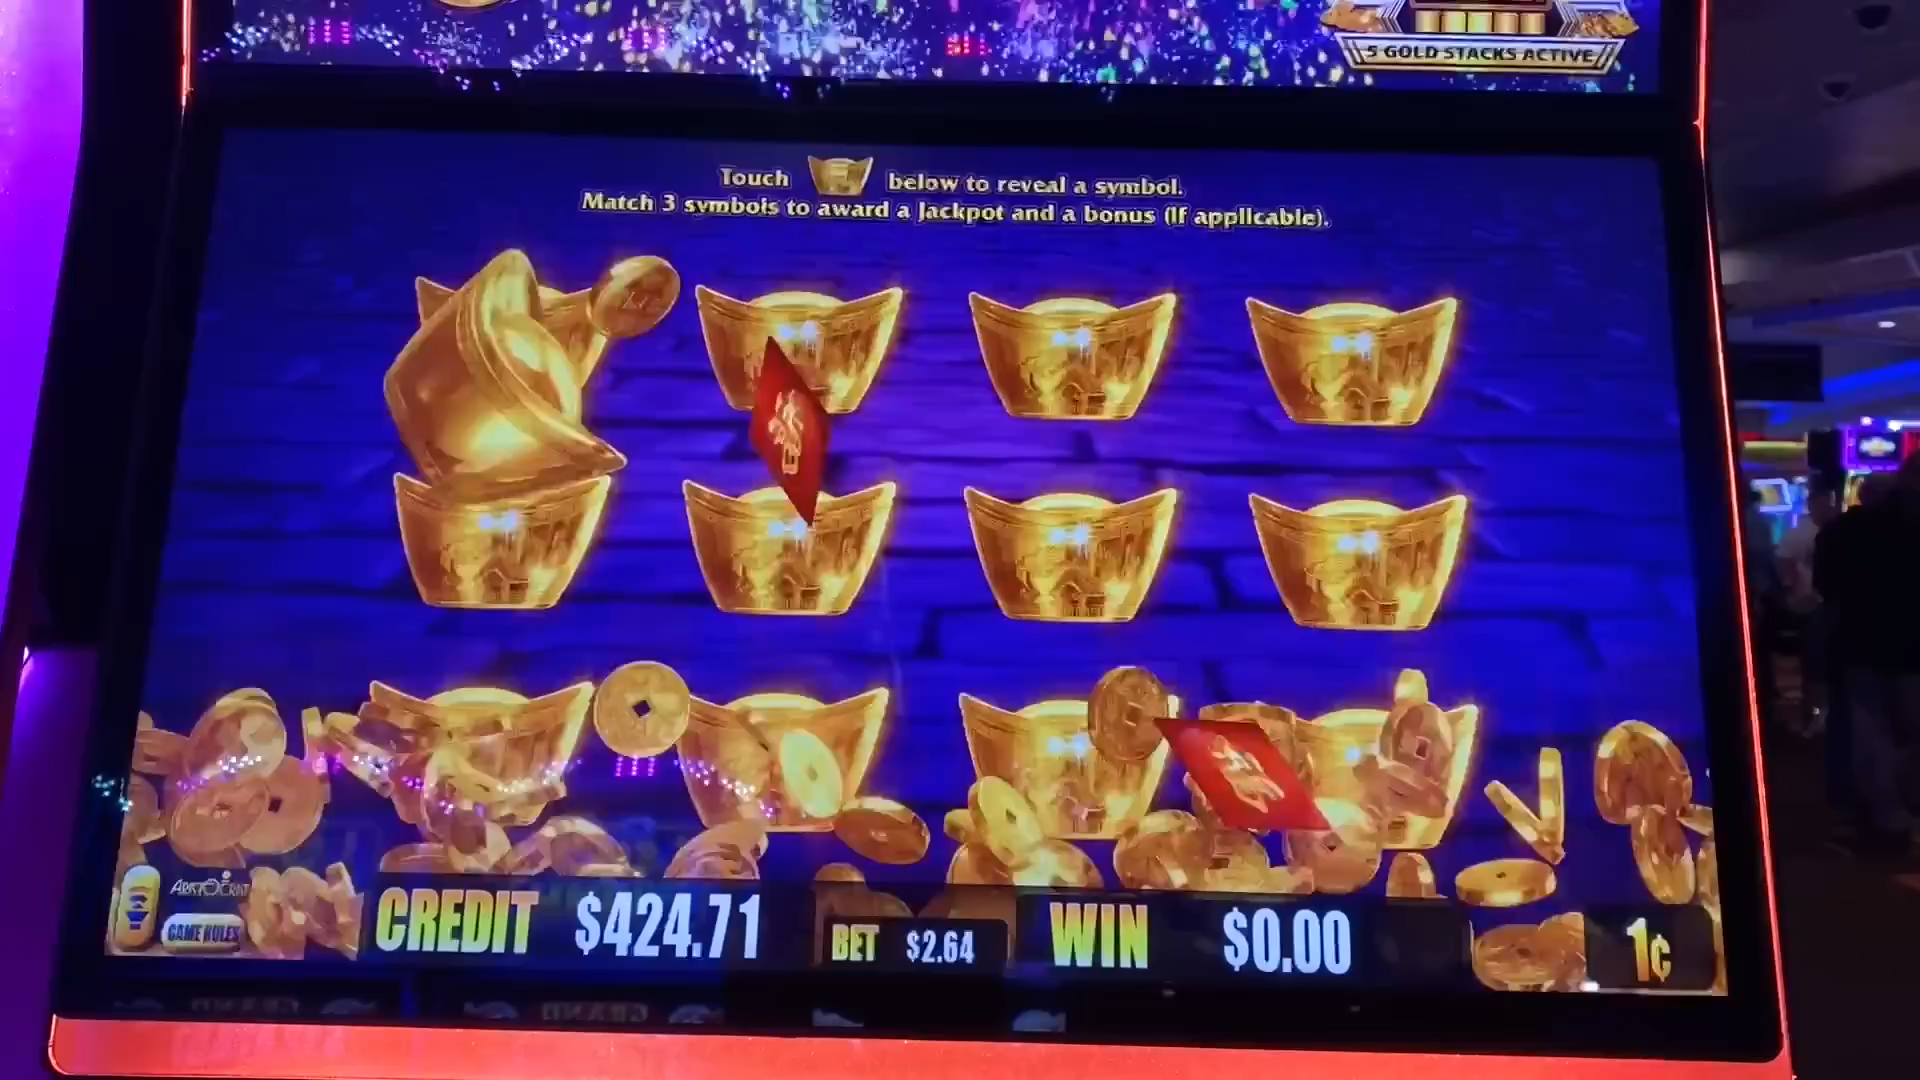 5 GOLD STACKS ACTIVE
Touch below to reveal a symbol.
Match 3 symbols to award a Jackpot and a bonus (if applicable).
ARISTOCRAT
GAME RULES
CREDIT $424.71
BET $2.64
WIN $0.00
1¢